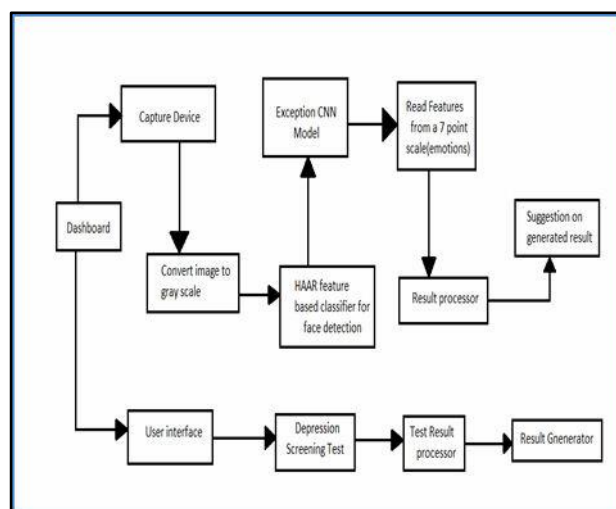 Capture Device
Exception CNN
Model
Read Features
from a 7 point
scale(emotions)
Dashboard
Suggestion on
generated result
Convert image to
gray scale
HAAR feature
based classifier for
face detection
Result processor
User interface
Depression
Screening Test
Test Result
processor
Result Gnenerator